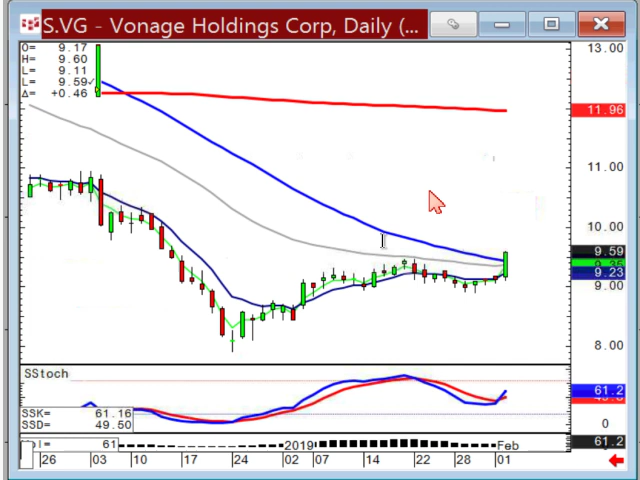 S.VG - Vonage Holdings Corp, Daily (...
O= 9.17
H= 9.60
L= 9.11
L= 9.59✓
Δ= +0.46
13.00
11.96
11.00
10.00
9.59
9.35
9.23
9.00
8.00
SStoch
61.2
SSK= 61.16
SSD= 49.50
0
61
61.2
2019
Feb
26
03
10
17
24
02
07
14
22
28
01